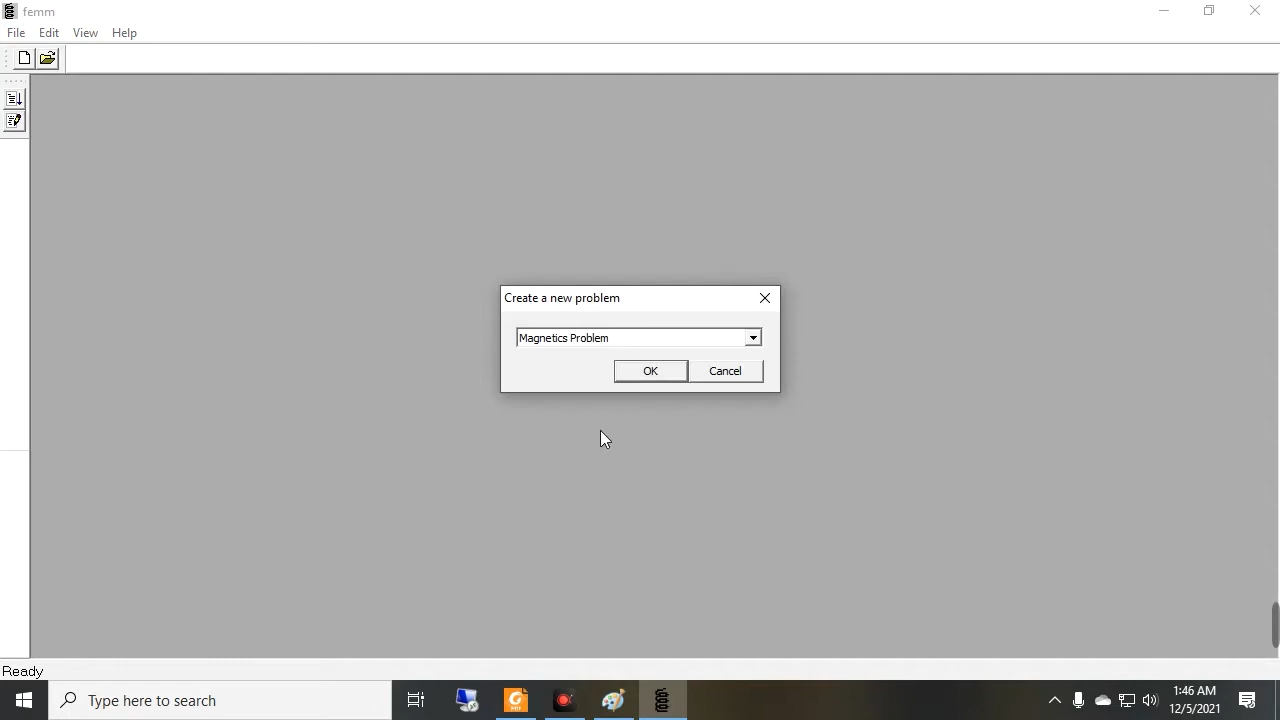 femm
File Edit View Help
Create a new problem
Magnetics Problem
OK Cancel
Ready
Type here to search
1:46 AM
12/5/2021